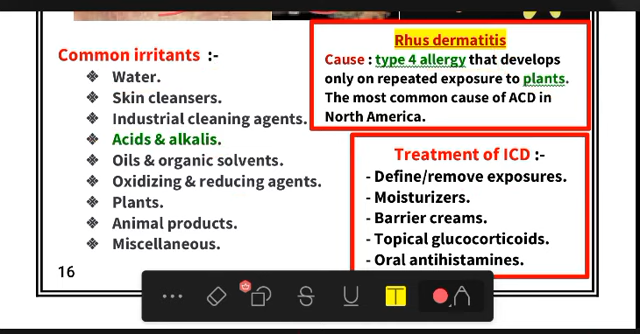 Common irritants :-
❖ Water.
❖ Skin cleansers.
❖ Industrial cleaning agents.
❖ Acids & alkalis.
❖ Oils & organic solvents.
❖ Oxidizing & reducing agents.
❖ Plants.
❖ Animal products.
❖ Miscellaneous.
Rhus dermatitis
Cause : type 4 allergy that develops
only on repeated exposure to plants.
The most common cause of ACD in
North America.
Treatment of ICD :-
- Define/remove exposures.
- Moisturizers.
- Barrier creams.
- Topical glucocorticoids.
- Oral antihistamines.
16